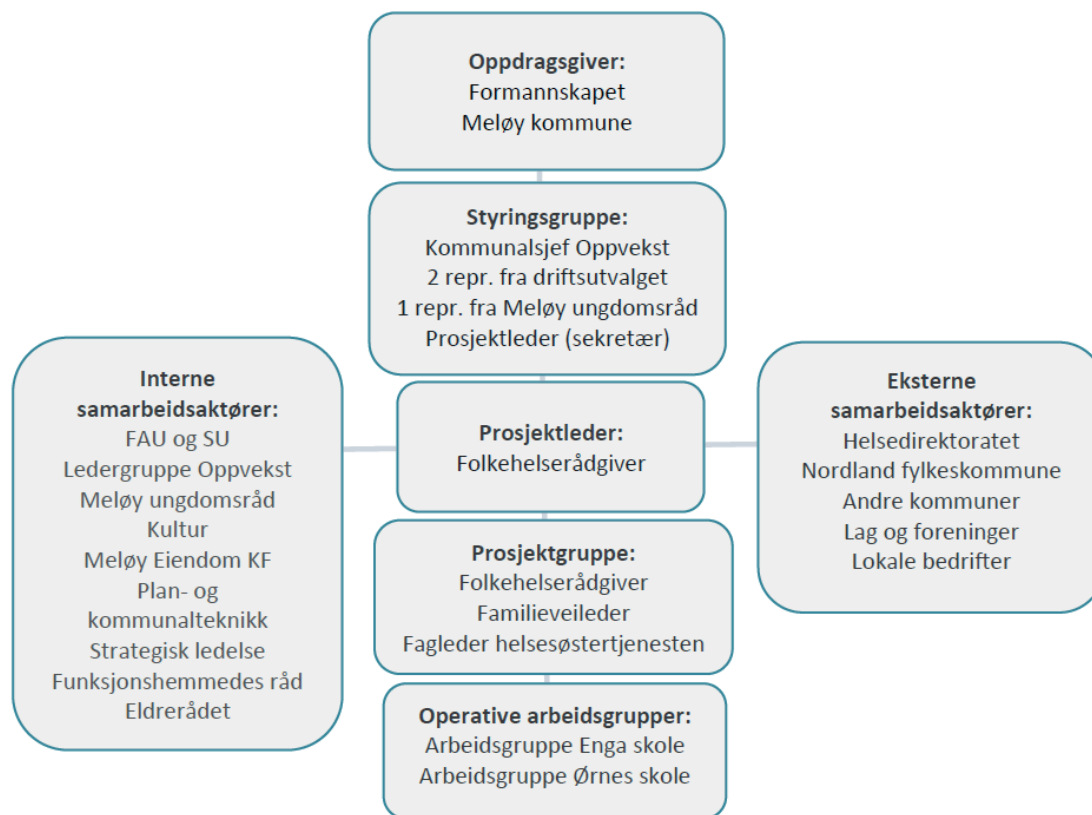 Oppdragsgiver:
Formannskapet
Meløy kommune
Styringsgruppe:
Kommunalsjef Oppvekst
2 repr. fra driftsutvalget
1 repr. fra Meløy ungdomsråd
Prosjektleder (sekretær)
Interne
samarbeidsaktører:
FAU og SU
Ledergruppe Oppvekst
Meløy ungdomsråd
Kultur
Meløy Eiendom KF
Plan- og
kommunalteknikk
Strategisk ledelse
Funksjonshemmedes råd
Eldrerådet
Prosjektleder:
Folkehelserådgiver
Eksterne
samarbeidsaktører:
Helsedirektoratet
Nordland fylkeskommune
Andre kommuner
Lag og foreninger
Lokale bedrifter
Prosjektgruppe:
Folkehelserådgiver
Familieveileder
Fagleder helsesøstertjenesten
Operative arbeidsgrupper:
Arbeidsgruppe Enga skole
Arbeidsgruppe Ørnes skole